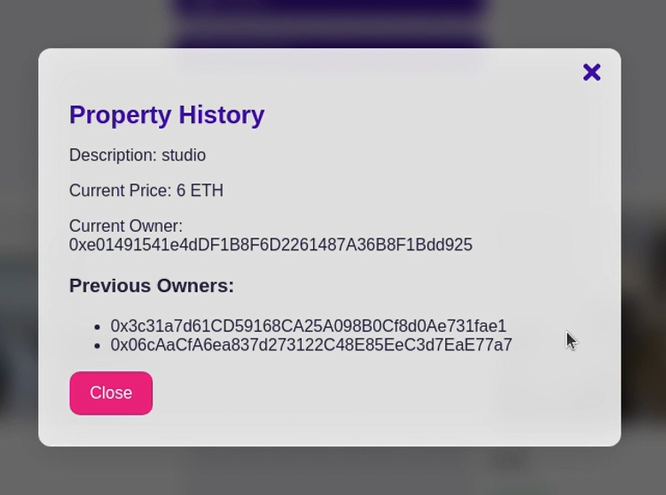 Property History
Description: studio
Current Price: 6 ETH
Current Owner:
0xe01491541e4dDF1B8F6D2261487A36B8F1Bdd925
Previous Owners:
0x3c31a7d61CD59168CA25A098B0Cf8d0Ae731fae1
0x06cAaCfA6ea837d273122C48E85EeC3d7EaE77a7
Close